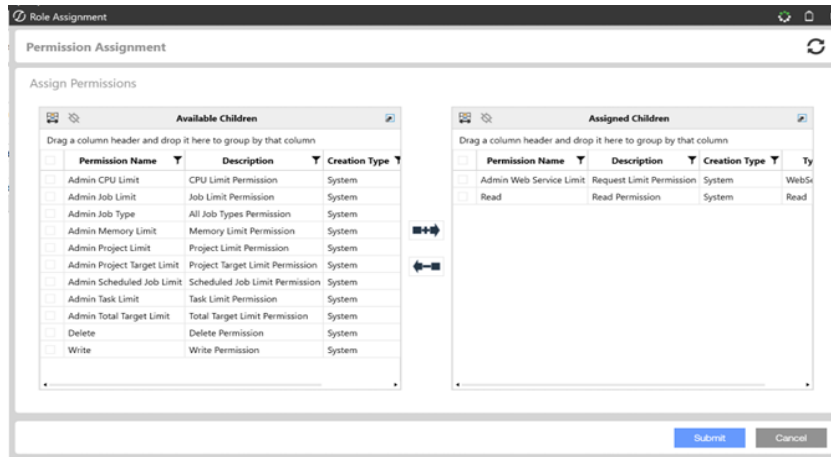 Role Assignment
Permission Assignment
Assign Permissions
Available Children
Drag a column header and drop it here to group by that column
Permission Name Description Creation Type
Admin CPU Limit CPU Limit Permission System
Admin Job Limit Job Limit Permission System
Admin Job Type All Job Types Permission System
Admin Memory Limit Memory Limit Permission System
Admin Project Limit Project Limit Permission System
Admin Project Target Limit Project Target Limit Permission System
Admin Scheduled Job Limit Scheduled Job Limit Permission System
Admin Task Limit Task Limit Permission System
Admin Total Target Limit Total Target Limit Permission System
Delete Delete Permission System
Write Write Permission System
Assigned Children
Drag a column header and drop it here to group by that column
Permission Name Description Creation Type Ty
Admin Web Service Limit Request Limit Permission System WebSe
Read Read Permission System Read
Submit Cancel